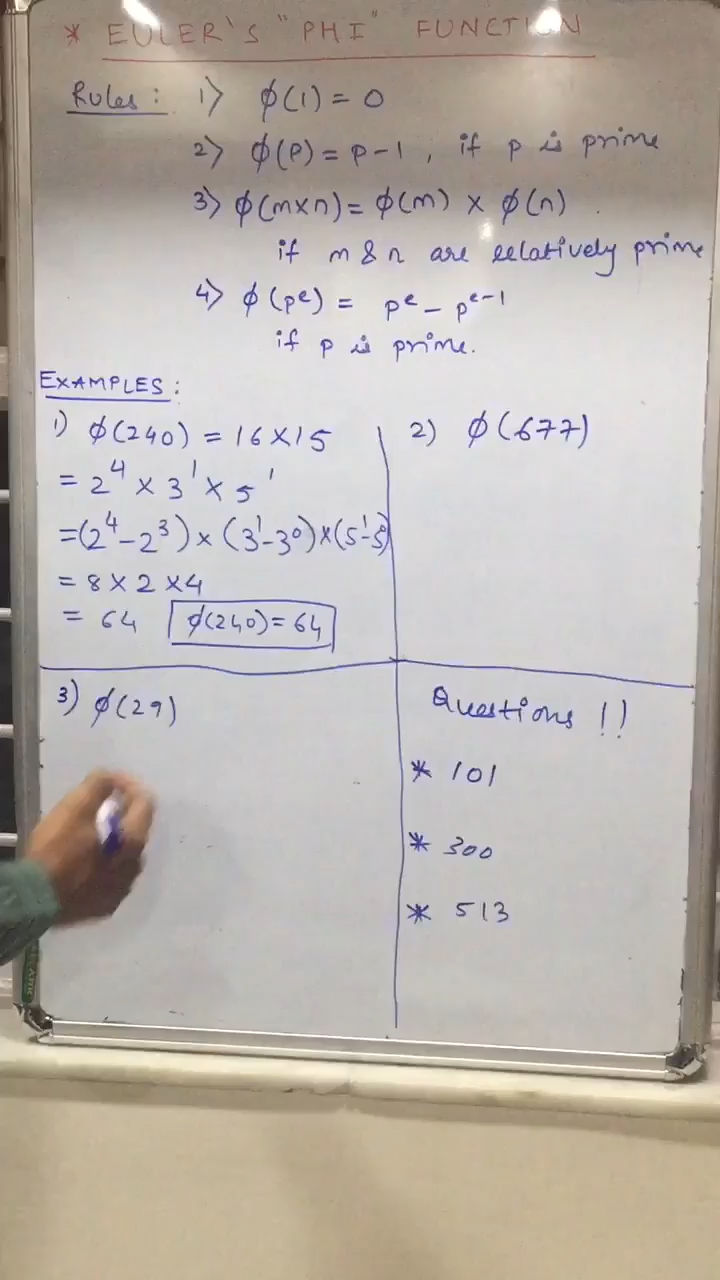 * EULER'S "PHI" FUNCTION
Rules: 1) ϕ(1) = 0
2) ϕ(P) = P-1, if p is prime
3) ϕ(m×n) = ϕ(m) × ϕ(n)
if m & n are relatively prime
4) ϕ(pᵉ) = pᵉ - pᵉ⁻¹
if p is prime.
EXAMPLES:
1) ϕ(240) = 16×15
= 2⁴ × 3¹ × 5¹
=(2⁴-2³)×(3¹-3⁰)×(5¹-5⁰)
= 8 × 2 × 4
= 64 ϕ(240) = 64
2) ϕ(677)
3) ϕ(29)
Questions !!
* 101
* 300
* 513